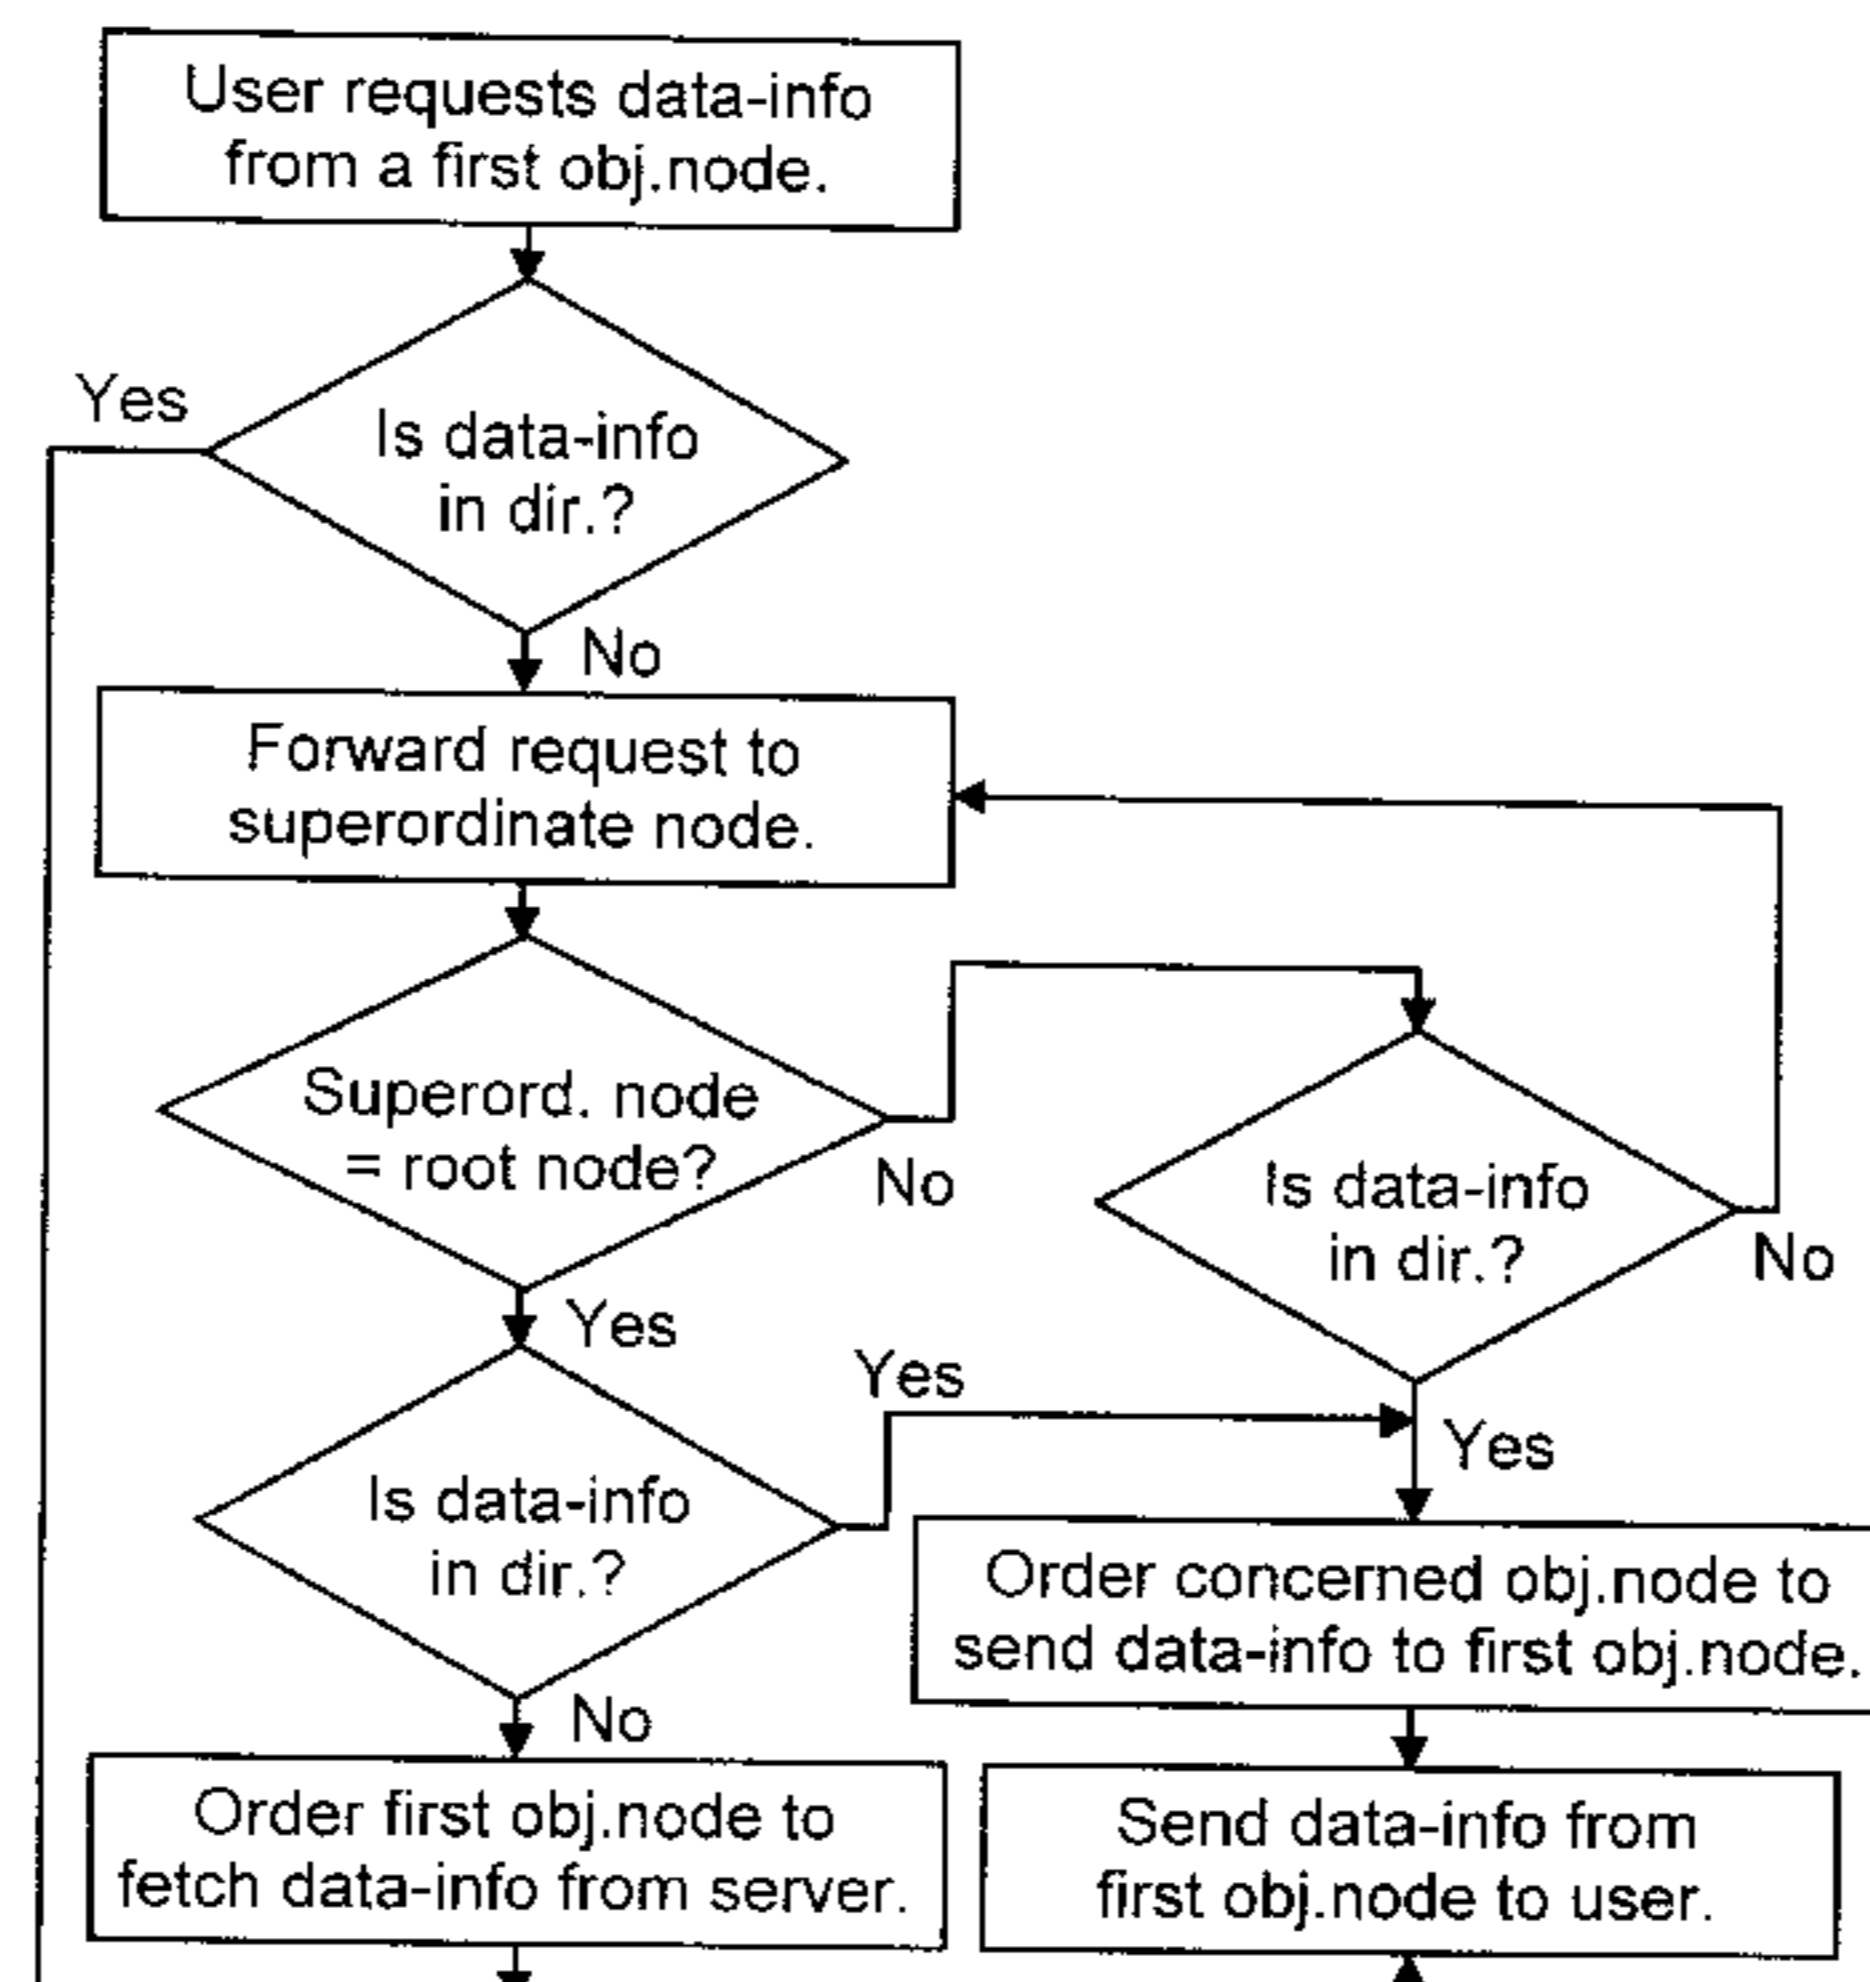 User requests data-info
from a first obj.node.
Yes
Is data-info
in dir.?
No
Forward request to
superordinate node.
Superord. node
= root node?
No
Is data-info
in dir.?
No
Yes
Yes
Is data-info
in dir.?
Yes
Order concerned obj.node to
send data-info to first obj.node.
No
Order first obj.node to
fetch data-info from server.
Send data-info from
first obj.node to user.